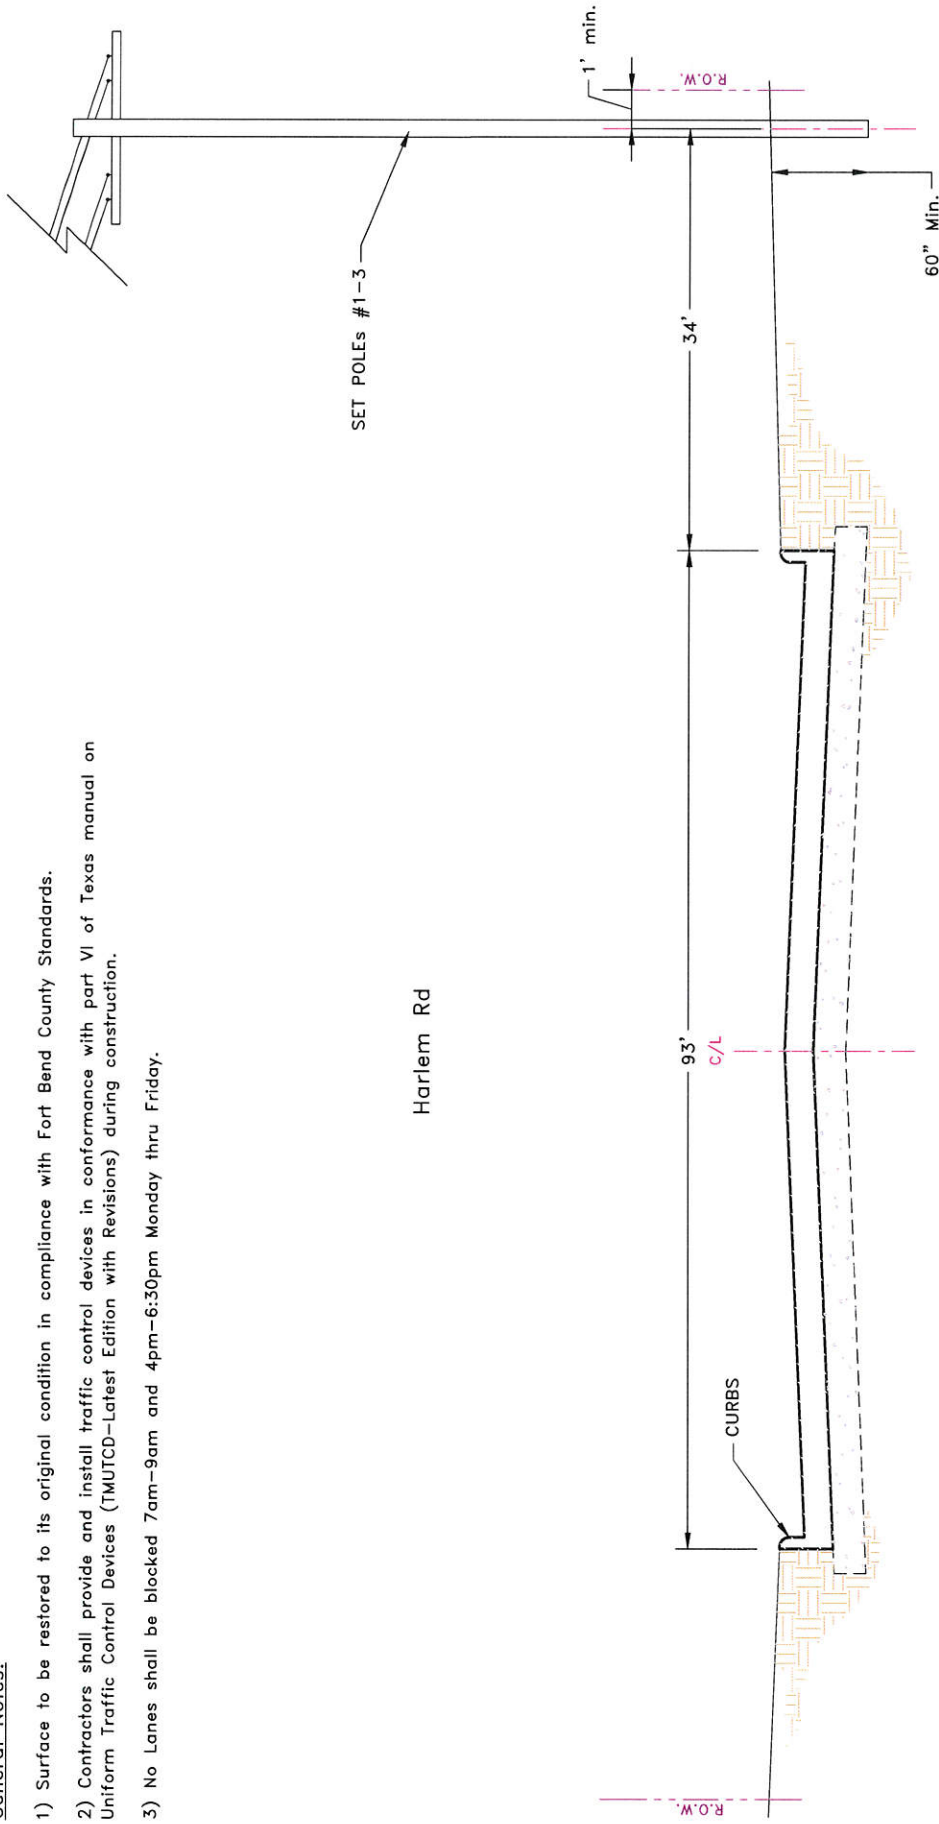 General Notes:
1) Surface to be restored to its original condition in compliance with Fort Bend County Standards.
2) Contractors shall provide and install traffic control devices in conformance with part VI of Texas manual on
Uniform Traffic Control Devices (TMUTCD-Latest Edition with Revisions) during construction.
3) No Lanes shall be blocked 7am-9am and 4pm-6:30pm Monday thru Friday.
SET POLEs #1-3
Harlem Rd
1' min.
R.O.W.
34'
93'
C/L
CURBS
60" Min.
R.O.W.